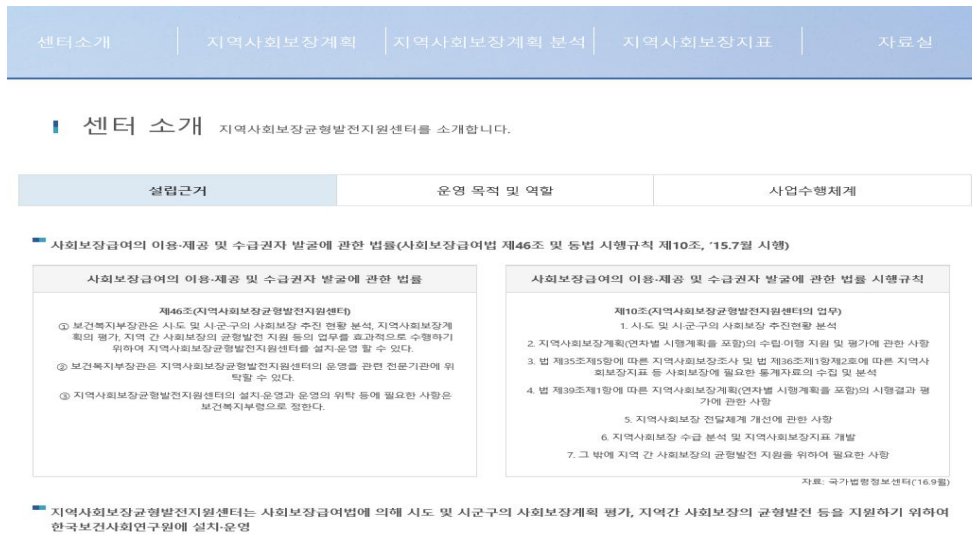 센터소개 지역사회보장계획 지역사회보장계획 분석 지역사회보장지표 자료실
센터 소개 지역사회보장균형발전지원센터를 소개합니다.
설립근거 운영 목적 및 역할 사업수행체계
사회보장급여의 이용·제공 및 수급권자 발굴에 관한 법률(사회보장급여법 제46조 및 동법 시행규칙 제10조, '15.7월 시행)
사회보장급여의 이용·제공 및 수급권자 발굴에 관한 법률
제46조(지역사회보장균형발전지원센터)
① 보건복지부장관은 시·도 및 시·군·구의 사회보장 추진 현황 분석, 지역사회보장계
획의 평가, 지역 간 사회보장의 균형발전 지원 등의 업무를 효과적으로 수행하기
위하여 지역사회보장균형발전지원센터를 설치·운영 할 수 있다.
② 보건복지부장관은 지역사회보장균형발전지원센터의 운영을 관련 전문기관에 위
탁할 수 있다.
③ 지역사회보장균형발전지원센터의 설치·운영과 운영의 위탁 등에 필요한 사항은
보건복지부령으로 정한다.
사회보장급여의 이용·제공 및 수급권자 발굴에 관한 법률 시행규칙
제10조(지역사회보장균형발전지원센터의 업무)
1. 시·도 및 시·군·구의 사회보장 추진현황 분석
2. 지역사회보장계획(연차별 시행계획을 포함)의 수립·이행 지원 및 평가에 관한 사항
3. 법 제35조제5항에 따른 지역사회보장조사 및 법 제36조제1항제2호에 따른 지역사
회보장지표 등 사회보장에 필요한 통계자료의 수집 및 분석
4. 법 제39조제1항에 따른 지역사회보장계획(연차별 시행계획을 포함)의 시행결과 평
가에 관한 사항
5. 지역사회보장 전달체계 개선에 관한 사항
6. 지역사회보장 수급 분석 및 지역사회보장지표 개발
7. 그 밖에 지역 간 사회보장의 균형발전 지원을 위하여 필요한 사항
자료: 국가법령정보센터('16.9월)
지역사회보장균형발전지원센터는 사회보장급여법에 의해 시도 및 시군구의 사회보장계획 평가, 지역간 사회보장의 균형발전 등을 지원하기 위하여
한국보건사회연구원에 설치·운영